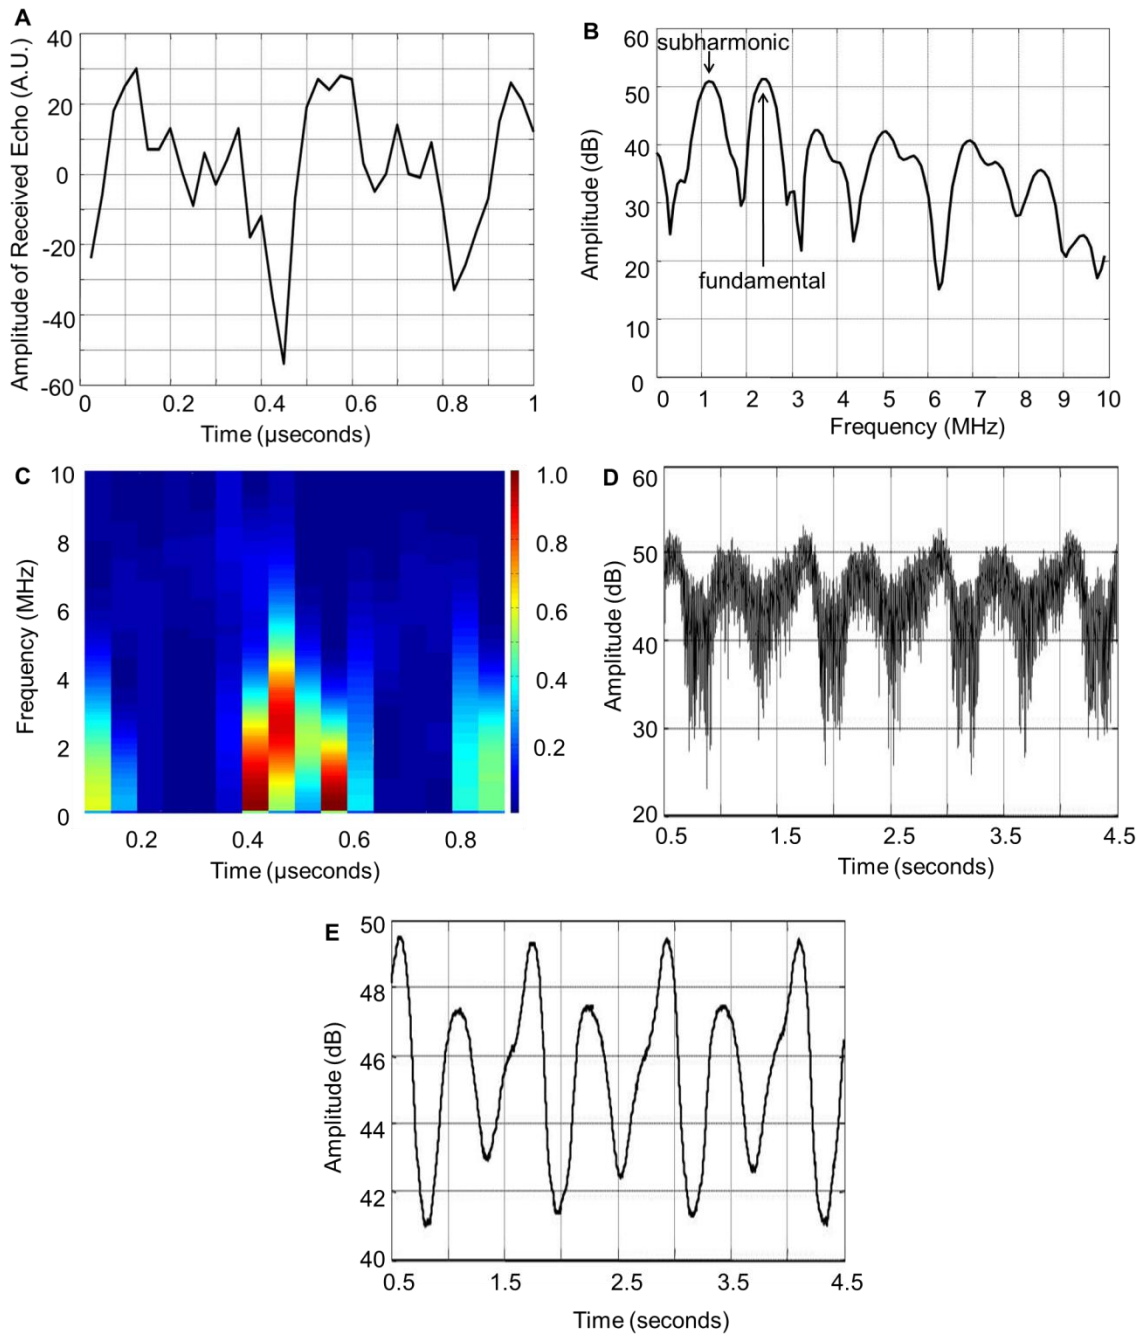 A
Amplitude of Received Echo (A.U.)
40
20
0
-20
-40
-60
0 0.2 0.4 0.6 0.8 1
Time (µseconds)
B
Amplitude (dB)
60
50
40
30
20
10
0
subharmonic
fundamental
0 1 2 3 4 5 6 7 8 9 10
Frequency (MHz)
C
Frequency (MHz)
10
8
6
4
2
0
0.2 0.4 0.6 0.8
Time (µseconds)
1.0
0.8
0.6
0.4
0.2
D
Amplitude (dB)
60
50
40
30
20
0.5 1.5 2.5 3.5 4.5
Time (seconds)
E
Amplitude (dB)
50
48
46
44
42
40
0.5 1.5 2.5 3.5 4.5
Time (seconds)